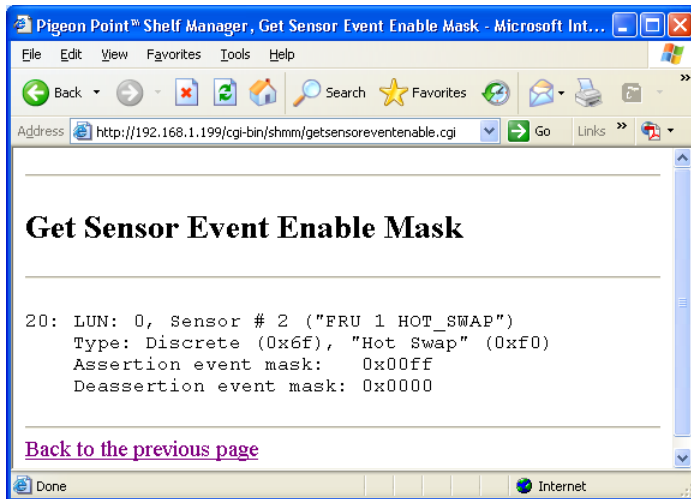 Pigeon Point™ Shelf Manager, Get Sensor Event Enable Mask - Microsoft Int...
File Edit View Favorites Tools Help
Back Search Favorites »
Address http://192.168.1.199/cgi-bin/shmm/getsensoreventenable.cgi Go Links »
Get Sensor Event Enable Mask
20: LUN: 0, Sensor # 2 ("FRU 1 HOT_SWAP")
Type: Discrete (0x6f), "Hot Swap" (0xf0)
Assertion event mask: 0x00ff
Deassertion event mask: 0x0000
Back to the previous page
Done Internet